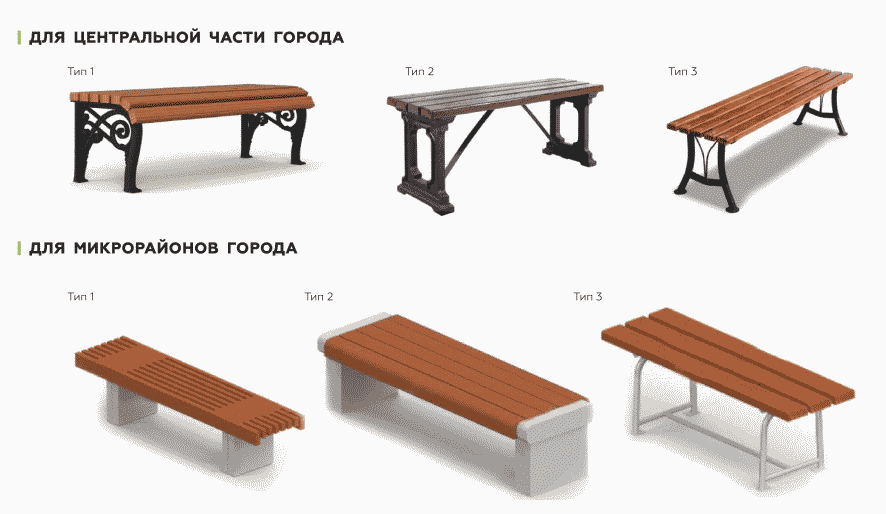 ДЛЯ ЦЕНТРАЛЬНОЙ ЧАСТИ ГОРОДА
Тип 1
Тип 2
Тип 3
ДЛЯ МИКРОРАЙОНОВ ГОРОДА
Тип 1
Тип 2
Тип 3